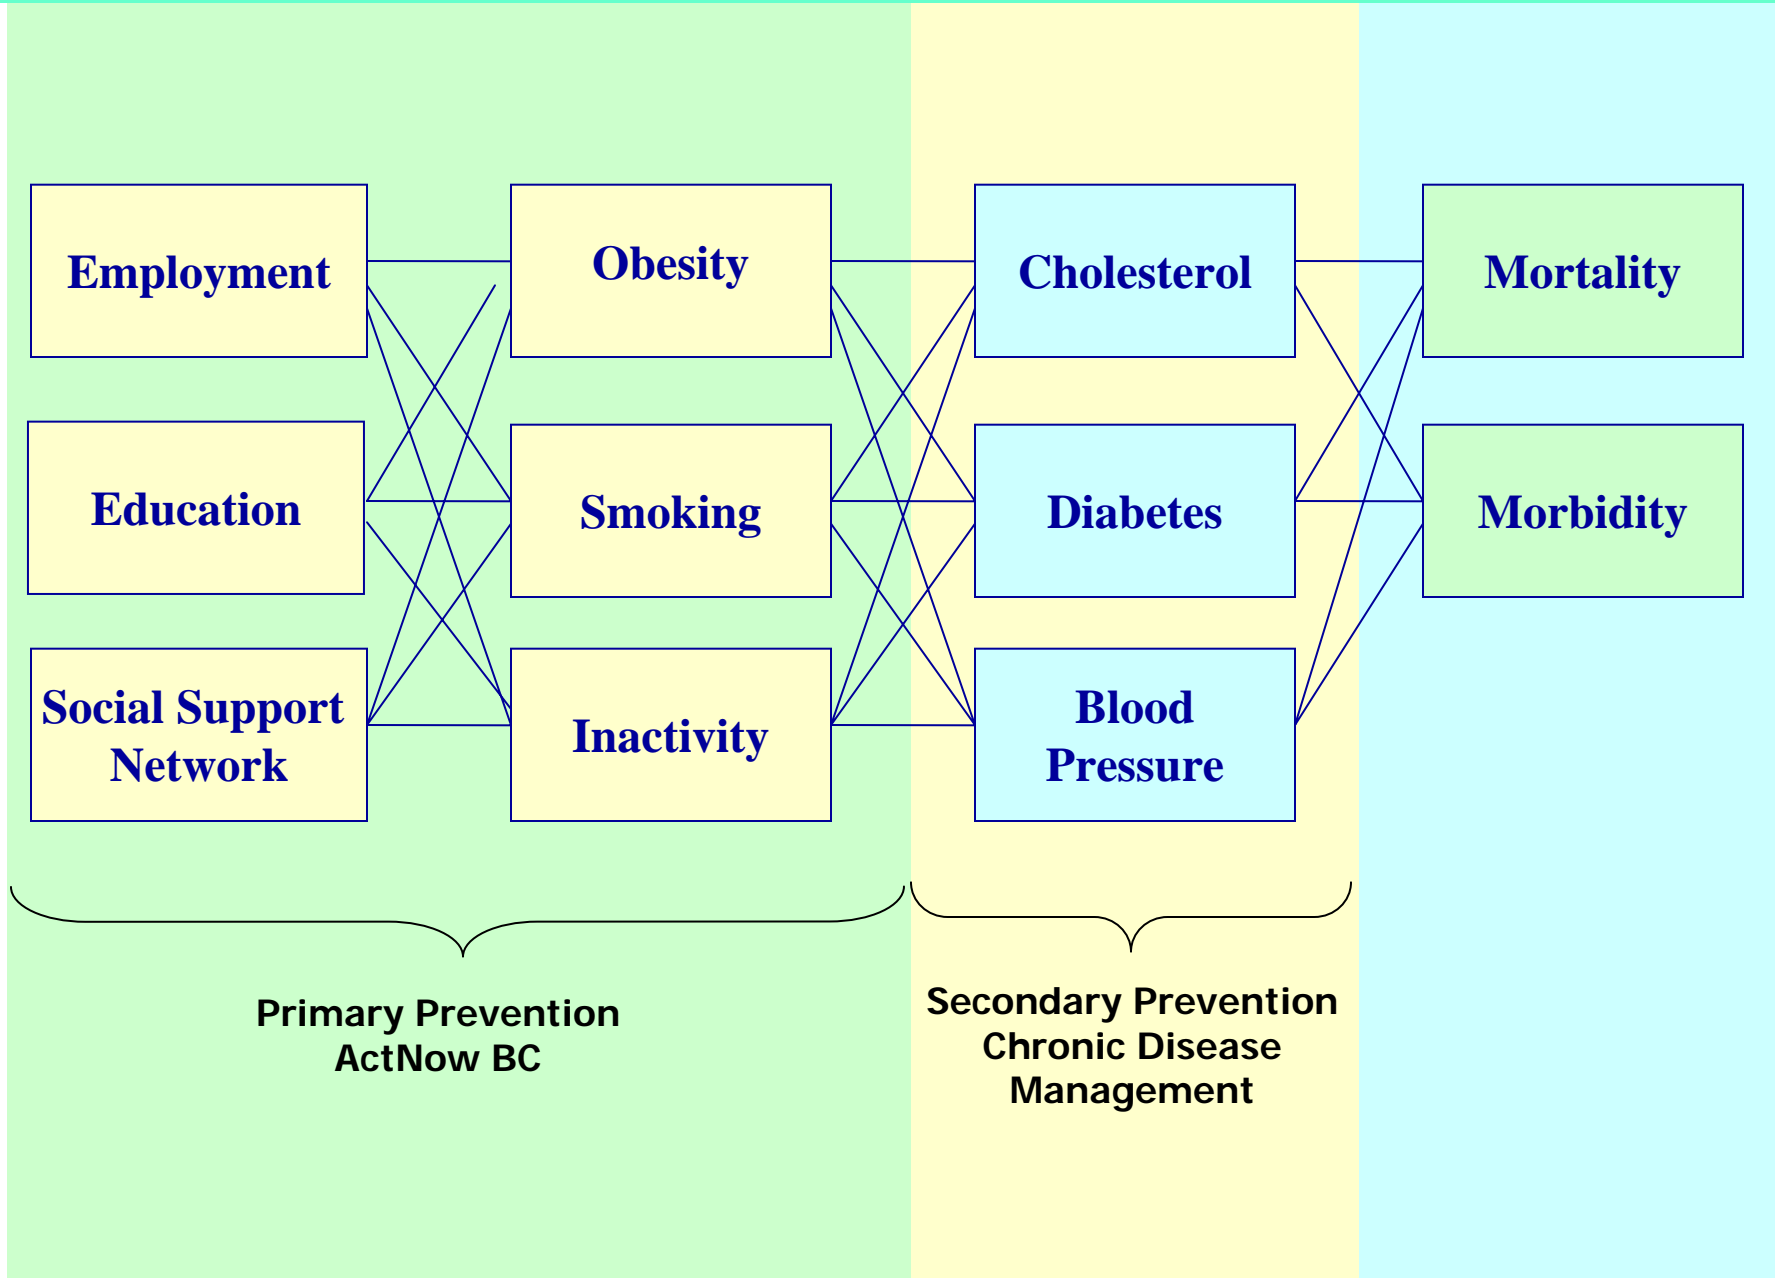 Employment
Obesity
Cholesterol
Mortality
Education
Smoking
Diabetes
Morbidity
Social Support
Network
Inactivity
Blood
Pressure
Primary Prevention
ActNow BC
Secondary Prevention
Chronic Disease
Management